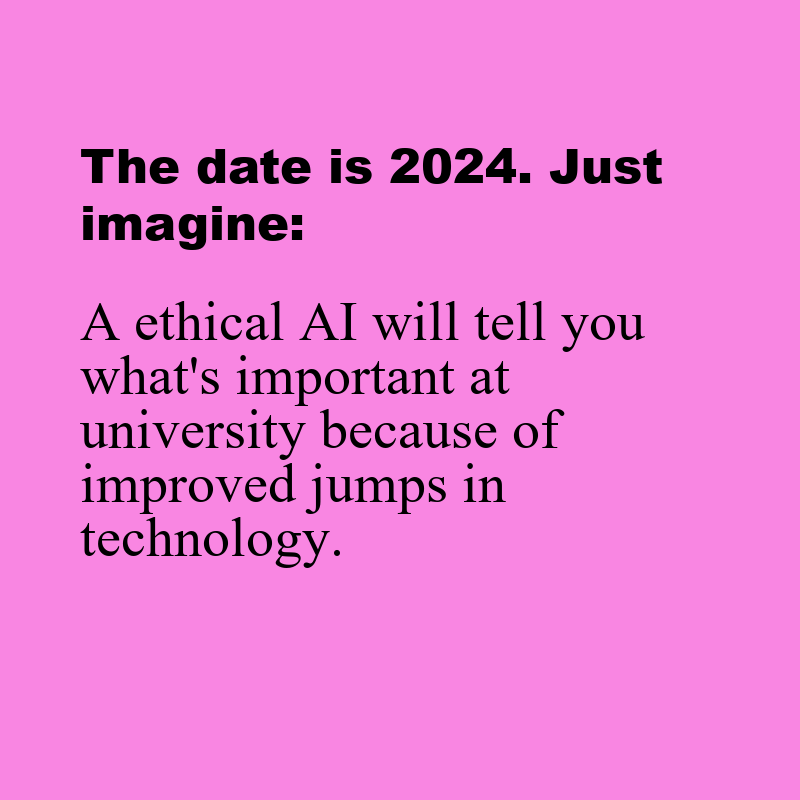 The date is 2024. Just
imagine:
A ethical AI will tell you
what's important at
university because of
improved jumps in
technology.